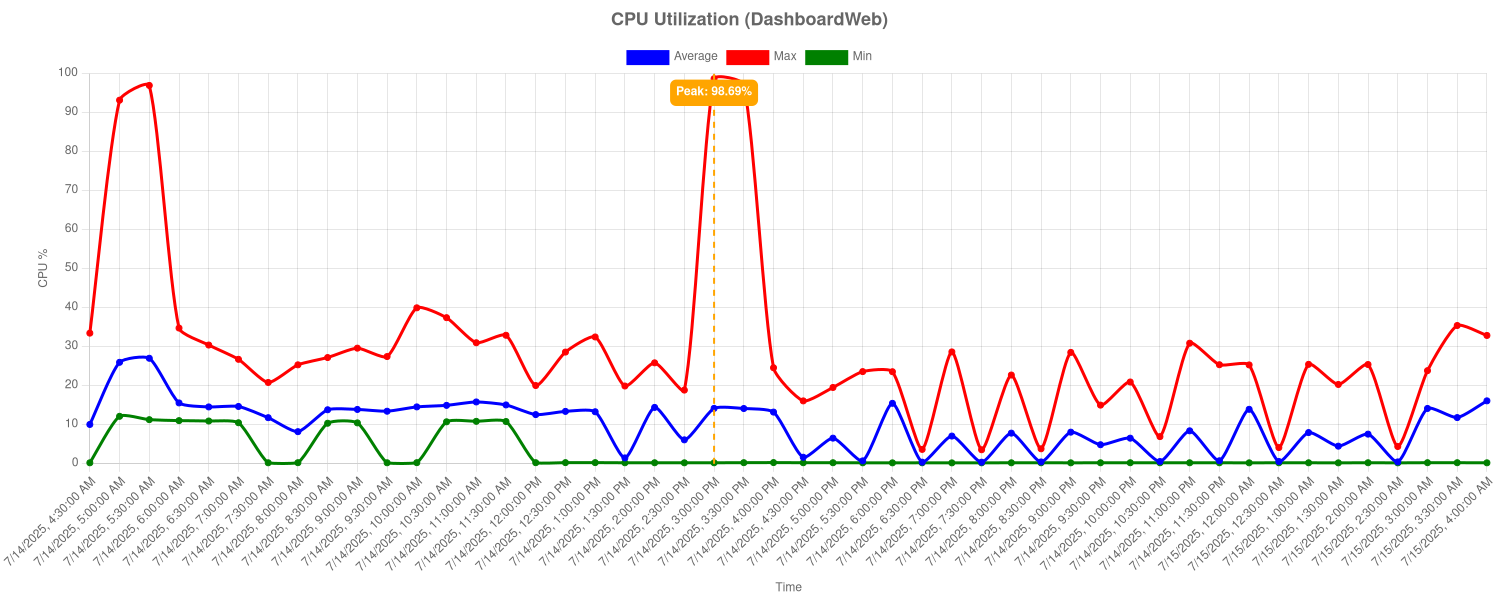 CPU Utilization (DashboardWeb)
Average Max Min
100
Peak: 98.69%
90
80
70
60
50
40
30
20
10
0
CPU %
7/14/2025, 4:30:00 AM
7/14/2025, 5:00:00 AM
7/14/2025, 5:30:00 AM
7/14/2025, 6:00:00 AM
7/14/2025, 6:30:00 AM
7/14/2025, 7:00:00 AM
7/14/2025, 7:30:00 AM
7/14/2025, 8:00:00 AM
7/14/2025, 8:30:00 AM
7/14/2025, 9:00:00 AM
7/14/2025, 9:30:00 AM
7/14/2025, 10:00:00 AM
7/14/2025, 10:30:00 AM
7/14/2025, 11:00:00 AM
7/14/2025, 11:30:00 AM
7/14/2025, 12:00:00 PM
7/14/2025, 12:30:00 PM
7/14/2025, 1:00:00 PM
7/14/2025, 1:30:00 PM
7/14/2025, 2:00:00 PM
7/14/2025, 2:30:00 PM
7/14/2025, 3:00:00 PM
7/14/2025, 3:30:00 PM
7/14/2025, 4:00:00 PM
7/14/2025, 4:30:00 PM
7/14/2025, 5:00:00 PM
7/14/2025, 5:30:00 PM
7/14/2025, 6:00:00 PM
7/14/2025, 6:30:00 PM
7/14/2025, 7:00:00 PM
7/14/2025, 7:30:00 PM
7/14/2025, 8:00:00 PM
7/14/2025, 8:30:00 PM
7/14/2025, 9:00:00 PM
7/14/2025, 9:30:00 PM
7/14/2025, 10:00:00 PM
7/14/2025, 10:30:00 PM
7/14/2025, 11:00:00 PM
7/14/2025, 11:30:00 PM
7/15/2025, 12:00:00 AM
7/15/2025, 12:30:00 AM
7/15/2025, 1:00:00 AM
7/15/2025, 1:30:00 AM
7/15/2025, 2:00:00 AM
7/15/2025, 2:30:00 AM
7/15/2025, 3:00:00 AM
7/15/2025, 3:30:00 AM
7/15/2025, 4:00:00 AM
Time